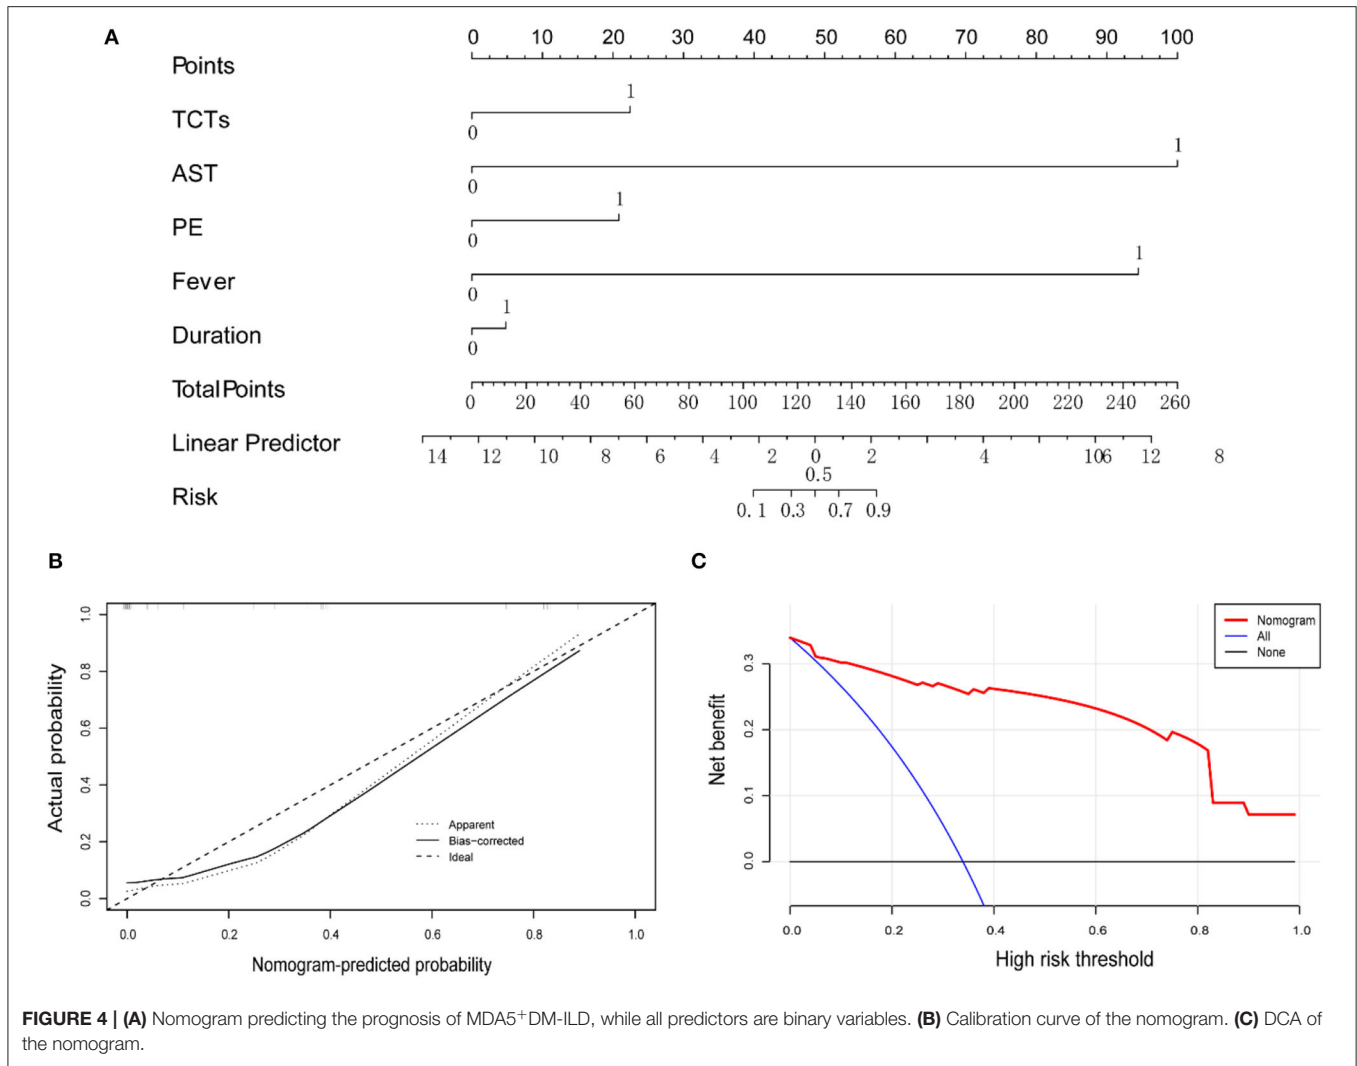 (A)
0 10 20 30 40 50 60 70 80 90 100
Points
1
TCTs
0
1
AST
0
1
PE
0
1
Fever
0
1
Duration
0
Total Points
0 20 40 60 80 100 120 140 160 180 200 220 240 260
Linear Predictor
14 12 10 8 6 4 2 0 2 4 106 12 8
0.5
Risk
0.1 0.3 0.7 0.9
(B)
Actual probability
0.0 0.2 0.4 0.6 0.8 1.0
Apparent
Bias-corrected
Ideal
0.0 0.2 0.4 0.6 0.8 1.0
Nomogram-predicted probability
(C)
Net benefit
0.0 0.1 0.2 0.3
Nomogram
All
None
0.0 0.2 0.4 0.6 0.8 1.0
High risk threshold
FIGURE 4 | (A) Nomogram predicting the prognosis of MDA5+DM-ILD, while all predictors are binary variables. (B) Calibration curve of the nomogram. (C) DCA of
the nomogram.